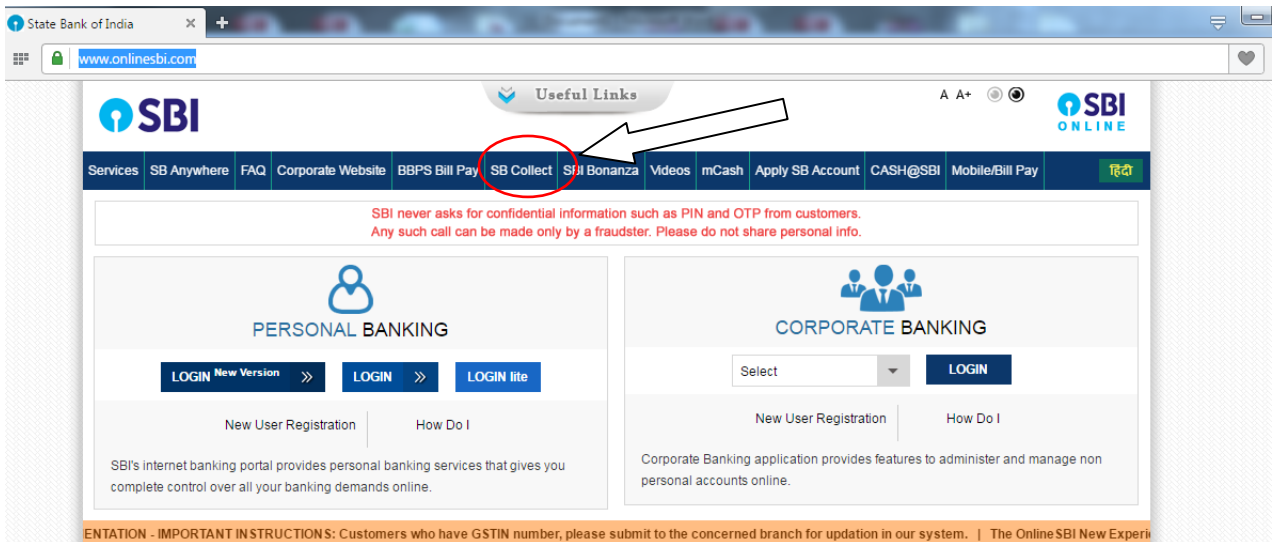 State Bank of India
www.onlinesbi.com
SBI
Useful Links
A A+
SBI
ONLINE
Services SB Anywhere FAQ Corporate Website BBPS Bill Pay SB Collect SBI Bonanza Videos mCash Apply SB Account CASH@SBI Mobile/Bill Pay हिंदी
SBI never asks for confidential information such as PIN and OTP from customers.
Any such call can be made only by a fraudster. Please do not share personal info.
PERSONAL BANKING
LOGIN New Version LOGIN LOGIN lite
New User Registration How Do I
SBI's internet banking portal provides personal banking services that gives you
complete control over all your banking demands online.
CORPORATE BANKING
Select LOGIN
New User Registration How Do I
Corporate Banking application provides features to administer and manage non
personal accounts online.
ENTATION - IMPORTANT INSTRUCTIONS: Customers who have GSTIN number, please submit to the concerned branch for updation in our system. | The OnlineSBI New Experi